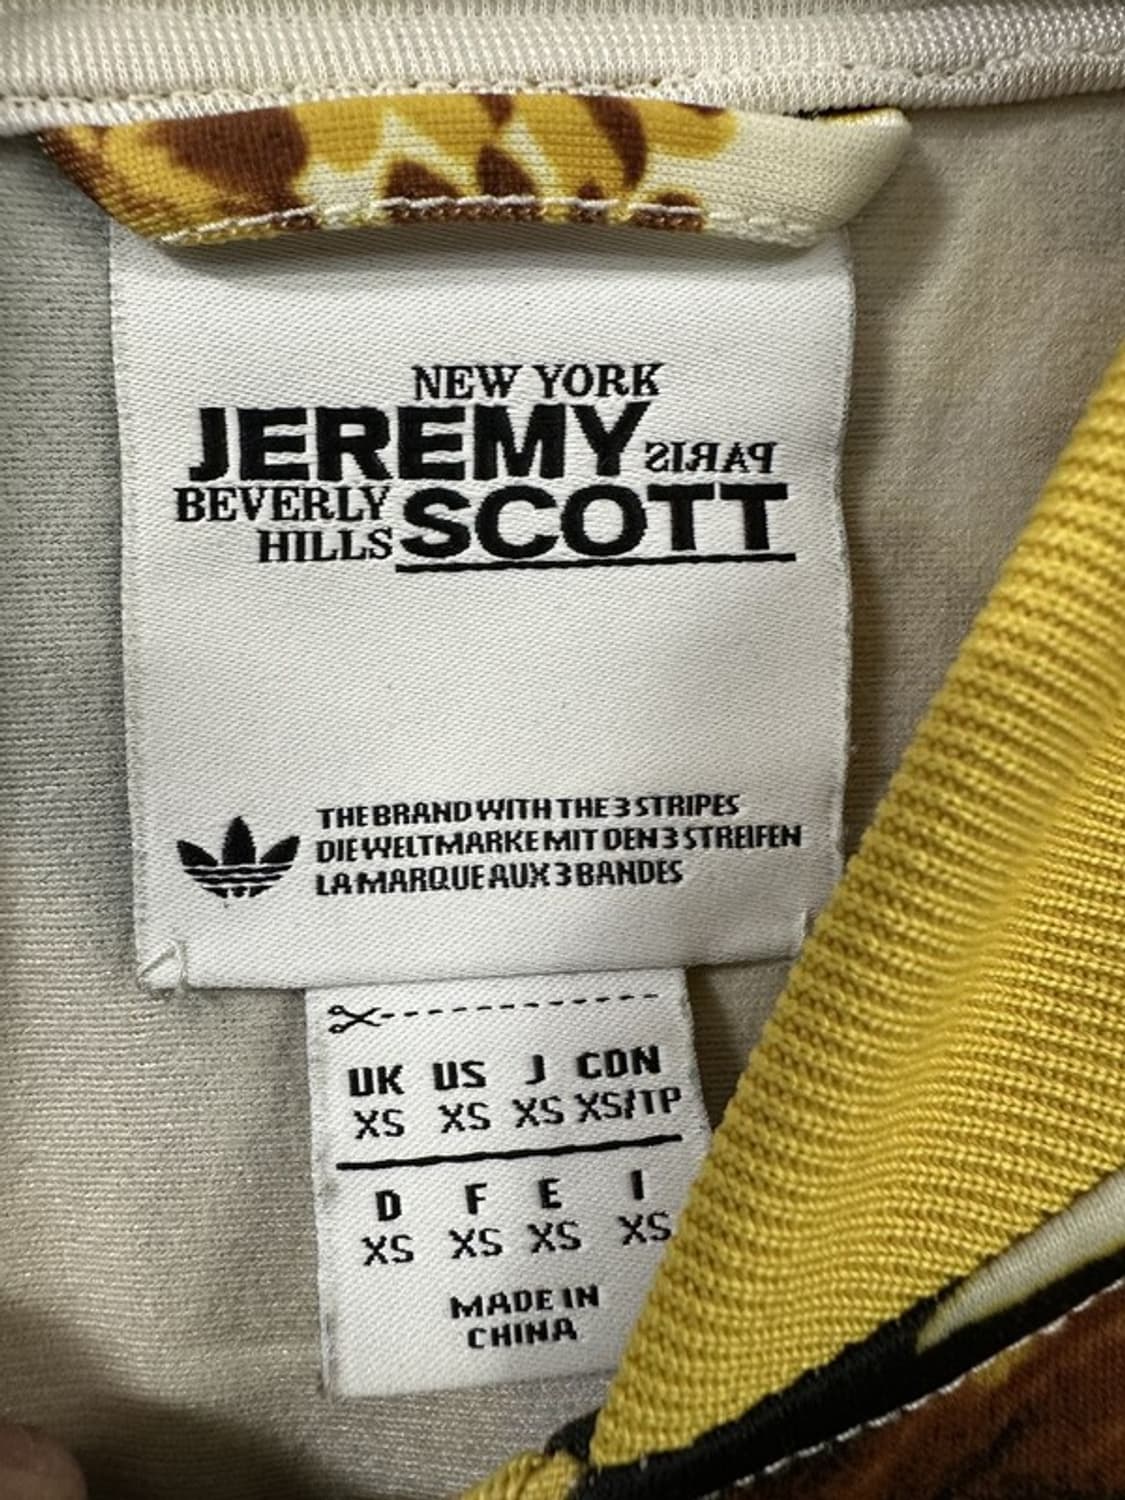 NEW YORK
JEREMY PARIS
BEVERLY SCOTT
HILLS
THE BRAND WITH THE 3 STRIPES
DIE WELTMARKE MIT DEN 3 STREIFEN
LA MARQUE AUX 3 BANDES
UK US J CDN
XS XS XS XS/TP
D F E I
XS XS XS XS
MADE IN
CHINA